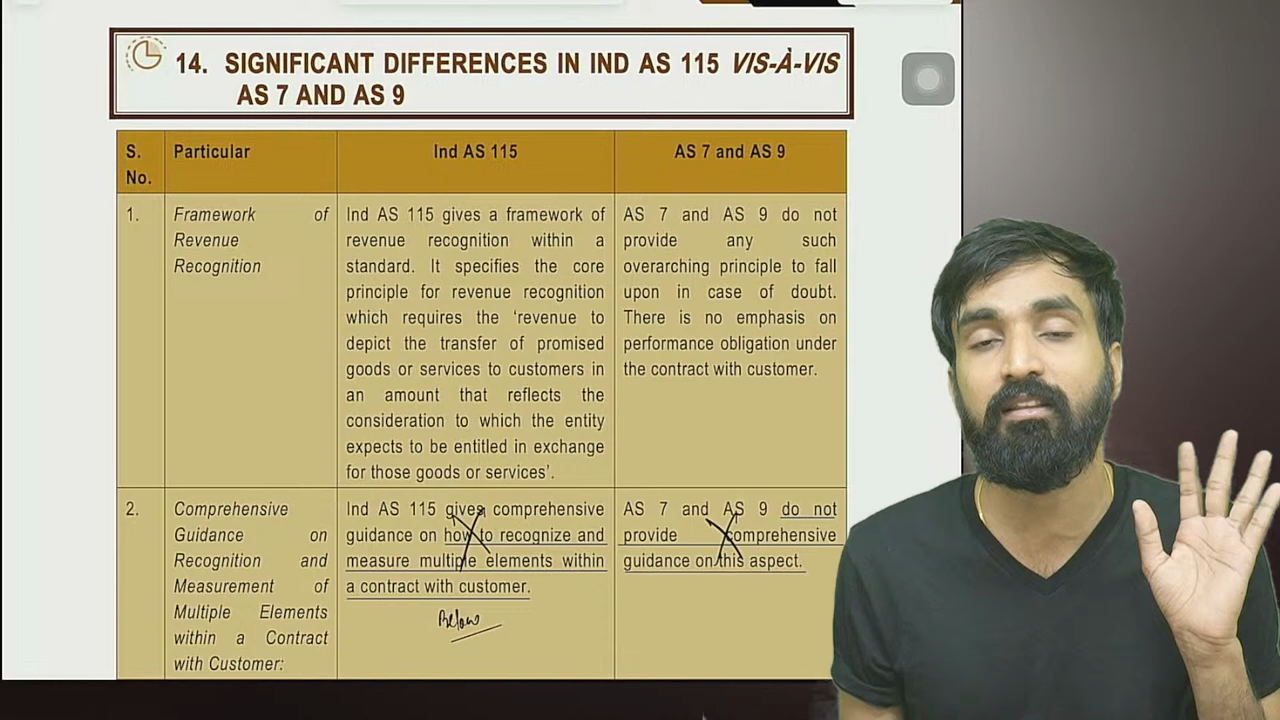 14. SIGNIFICANT DIFFERENCES IN IND AS 115 VIS-À-VIS
AS 7 AND AS 9
S. No.
Particular
Ind AS 115
AS 7 and AS 9
1.
Framework of
Revenue
Recognition
Ind AS 115 gives a framework of
revenue recognition within a
standard. It specifies the core
principle for revenue recognition
which requires the ‘revenue to
depict the transfer of promised
goods or services to customers in
an amount that reflects the
consideration to which the entity
expects to be entitled in exchange
for those goods or services’.
AS 7 and AS 9 do not
provide any such
overarching principle to fall
upon in case of doubt.
There is no emphasis on
performance obligation under
the contract with customer.
2.
Comprehensive
Guidance on
Recognition and
Measurement of
Multiple Elements
within a Contract
with Customer:
Ind AS 115 gives comprehensive
guidance on how to recognize and
measure multiple elements within
a contract with customer.
Below
AS 7 and AS 9 do not
provide comprehensive
guidance on this aspect.